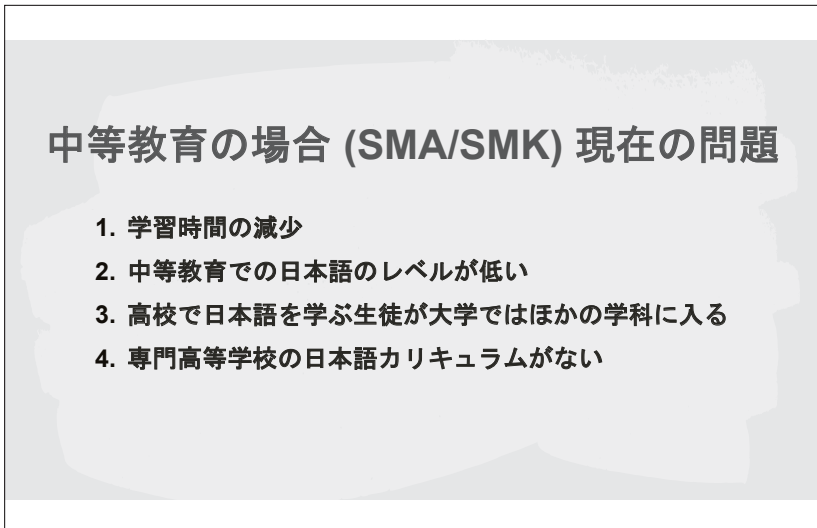 中等教育の場合 (SMA/SMK) 現在の問題
1. 学習時間の減少
2. 中等教育での日本語のレベルが低い
3. 高校で日本語を学ぶ生徒が大学ではほかの学科に入る
4. 専門高等学校の日本語カリキュラムがない